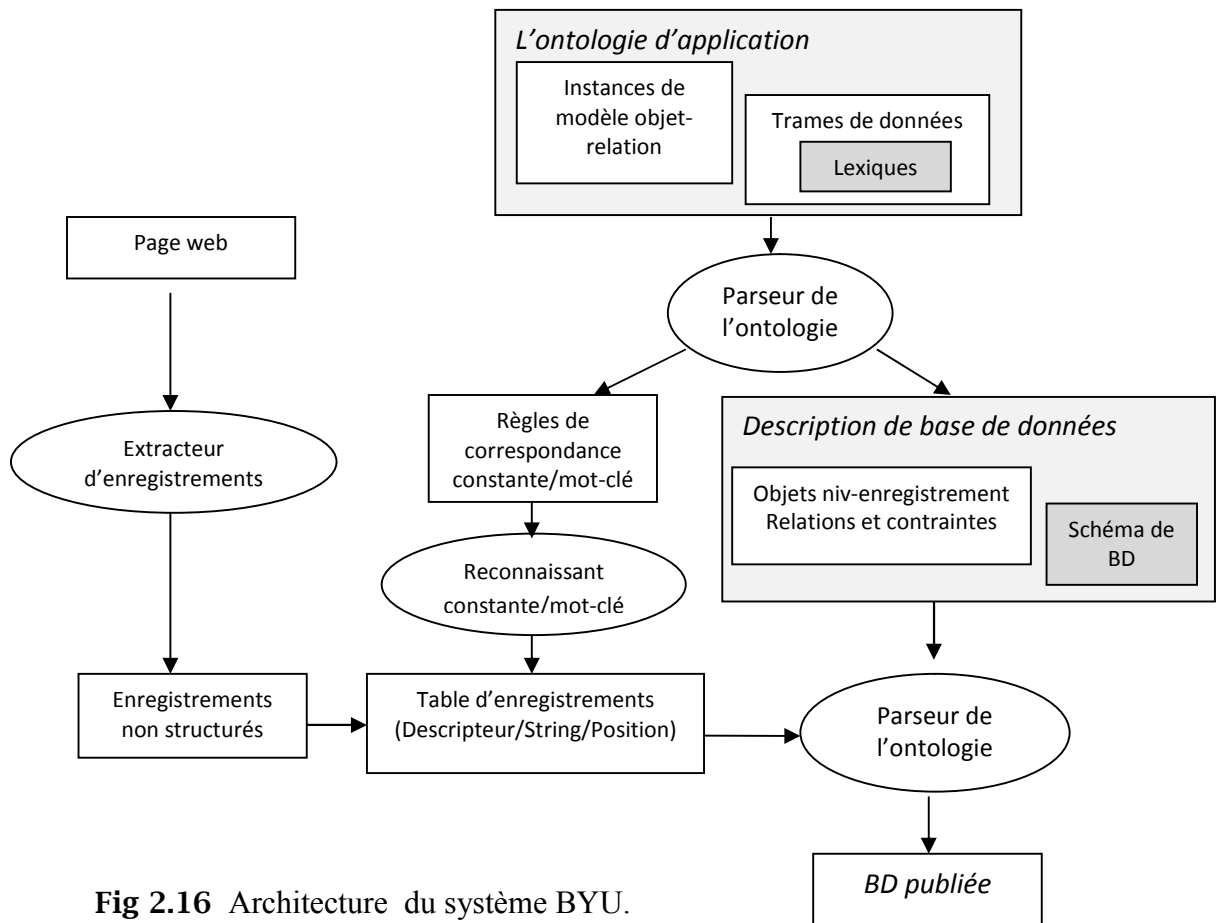 L'ontologie d'application
Instances de
modèle objet-
relation
Trames de données
Lexiques
Page web
Parseur de
l'ontologie
Extracteur
d'enregistrements
Règles de
correspondance
constante/mot-clé
Description de base de données
Objets niv-enregistrement
Relations et contraintes
Schéma de
BD
Reconnaissant
constante/mot-clé
Enregistrements
non structurés
Table d'enregistrements
(Descripteur/String/Position)
Parseur de
l'ontologie
BD publiée
Fig 2.16 Architecture du système BYU.